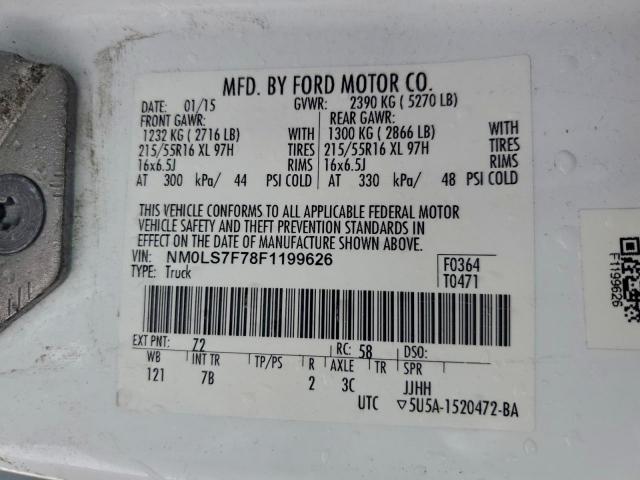 MFD. BY FORD MOTOR CO.
DATE: 01/15 GVWR: 2390 KG ( 5270 LB)
FRONT GAWR: REAR GAWR:
1232 KG ( 2716 LB) WITH 1300 KG ( 2866 LB) WITH
215/55R16 XL 97H TIRES 215/55R16 XL 97H TIRES
16x6.5J RIMS 16x6.5J RIMS
AT 300 kPa/ 44 PSI COLD AT 330 kPa/ 48 PSI COLD
THIS VEHICLE CONFORMS TO ALL APPLICABLE FEDERAL MOTOR
VEHICLE SAFETY AND THEFT PREVENTION STANDARDS IN
EFFECT ON THE DATE OF MANUFACTURE SHOWN ABOVE.
VIN: NM0LS7F78F1199626 F0364
TYPE: Truck T0471
EXT PNT: Z2 RC: 58 DSO:
WB INT TR TP/PS R AXLE TR SPR
121 7B 2 3C JJHH
UTC ▽5U5A-1520472-BA
F1199626